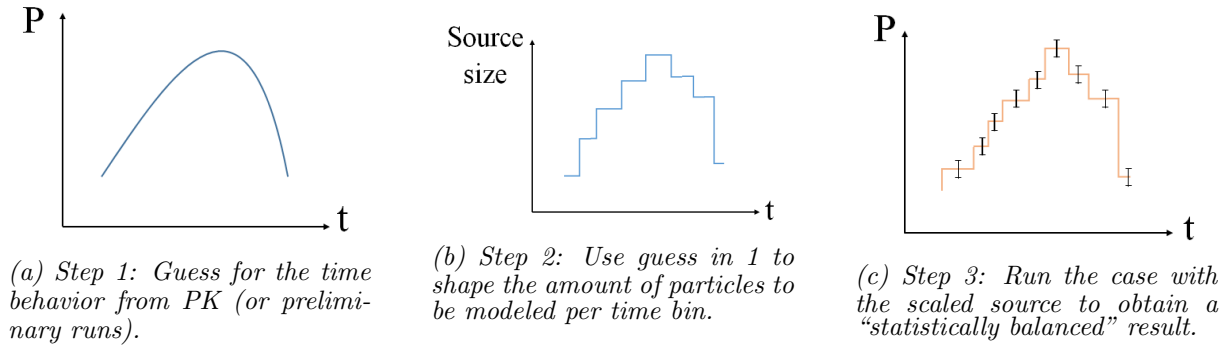 P
t
(a) Step 1: Guess for the time
behavior from PK (or prelimi-
nary runs).
Source
size
t
(b) Step 2: Use guess in 1 to
shape the amount of particles to
be modeled per time bin.
P
t
(c) Step 3: Run the case with
the scaled source to obtain a
“statistically balanced” result.